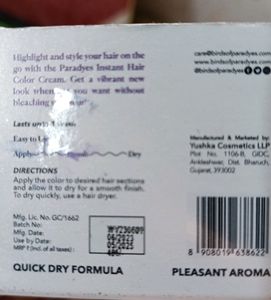 Highlight and style your hair on the
go with the Paradyes Instant Hair
Color Cream. Get a vibrant new
look when you want without
bleaching your hair.
Easy to Use
Apply Dry
DIRECTIONS
Apply the color to desired hair sections
and allow it to dry for a smooth finish.
To dry quickly, use a hair dryer.
Mfg. Lic. No. GC/1662
Batch No:
Mfg. Date:
Use by Date:
MRP ₹ (Incl. of all taxes) :
QUICK DRY FORMULA
care@birdsofparadyes.com
www.birdsofparadyes.com
@birdsofparadyes
Manufactured & Marketed by
Yushka Cosmetics LLP
Plot No. 1106-B, GIDC,
Ankleshwar, Dist. Bharuch,
Gujarat, 393002
8 908019 638622
PLEASANT AROMA